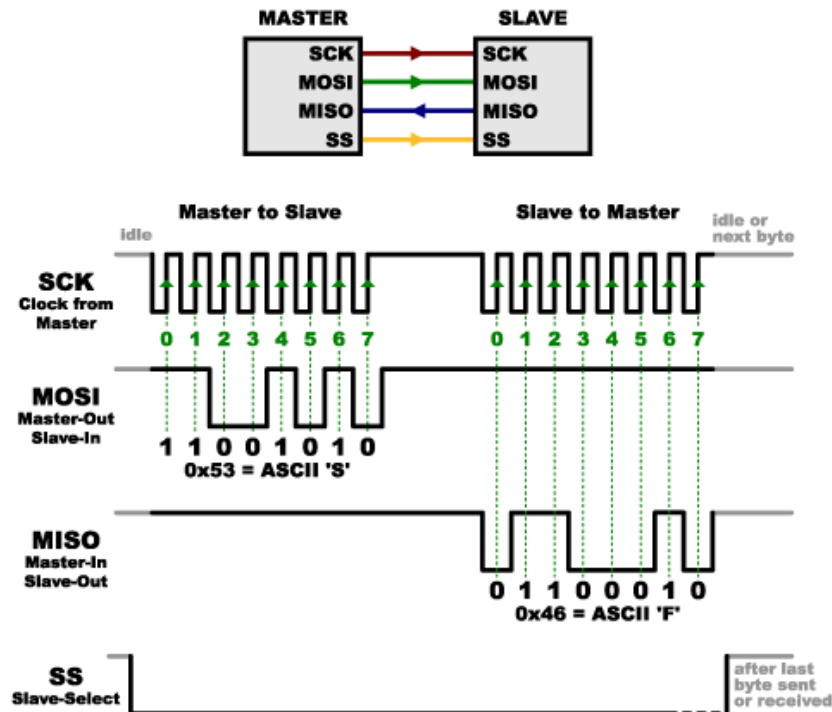 MASTER SLAVE
SCK SCK
MOSI MOSI
MISO MISO
SS SS
Master to Slave Slave to Master
idle
idle or
next byte
SCK
Clock from
Master
0 1 2 3 4 5 6 7 0 1 2 3 4 5 6 7
MOSI
Master-Out
Slave-In
1 1 0 0 1 0 1 0
0x53 = ASCII 'S'
MISO
Master-In
Slave-Out
0 1 1 0 0 0 1 0
0x46 = ASCII 'F'
SS
Slave-Select
after last
byte sent
or received